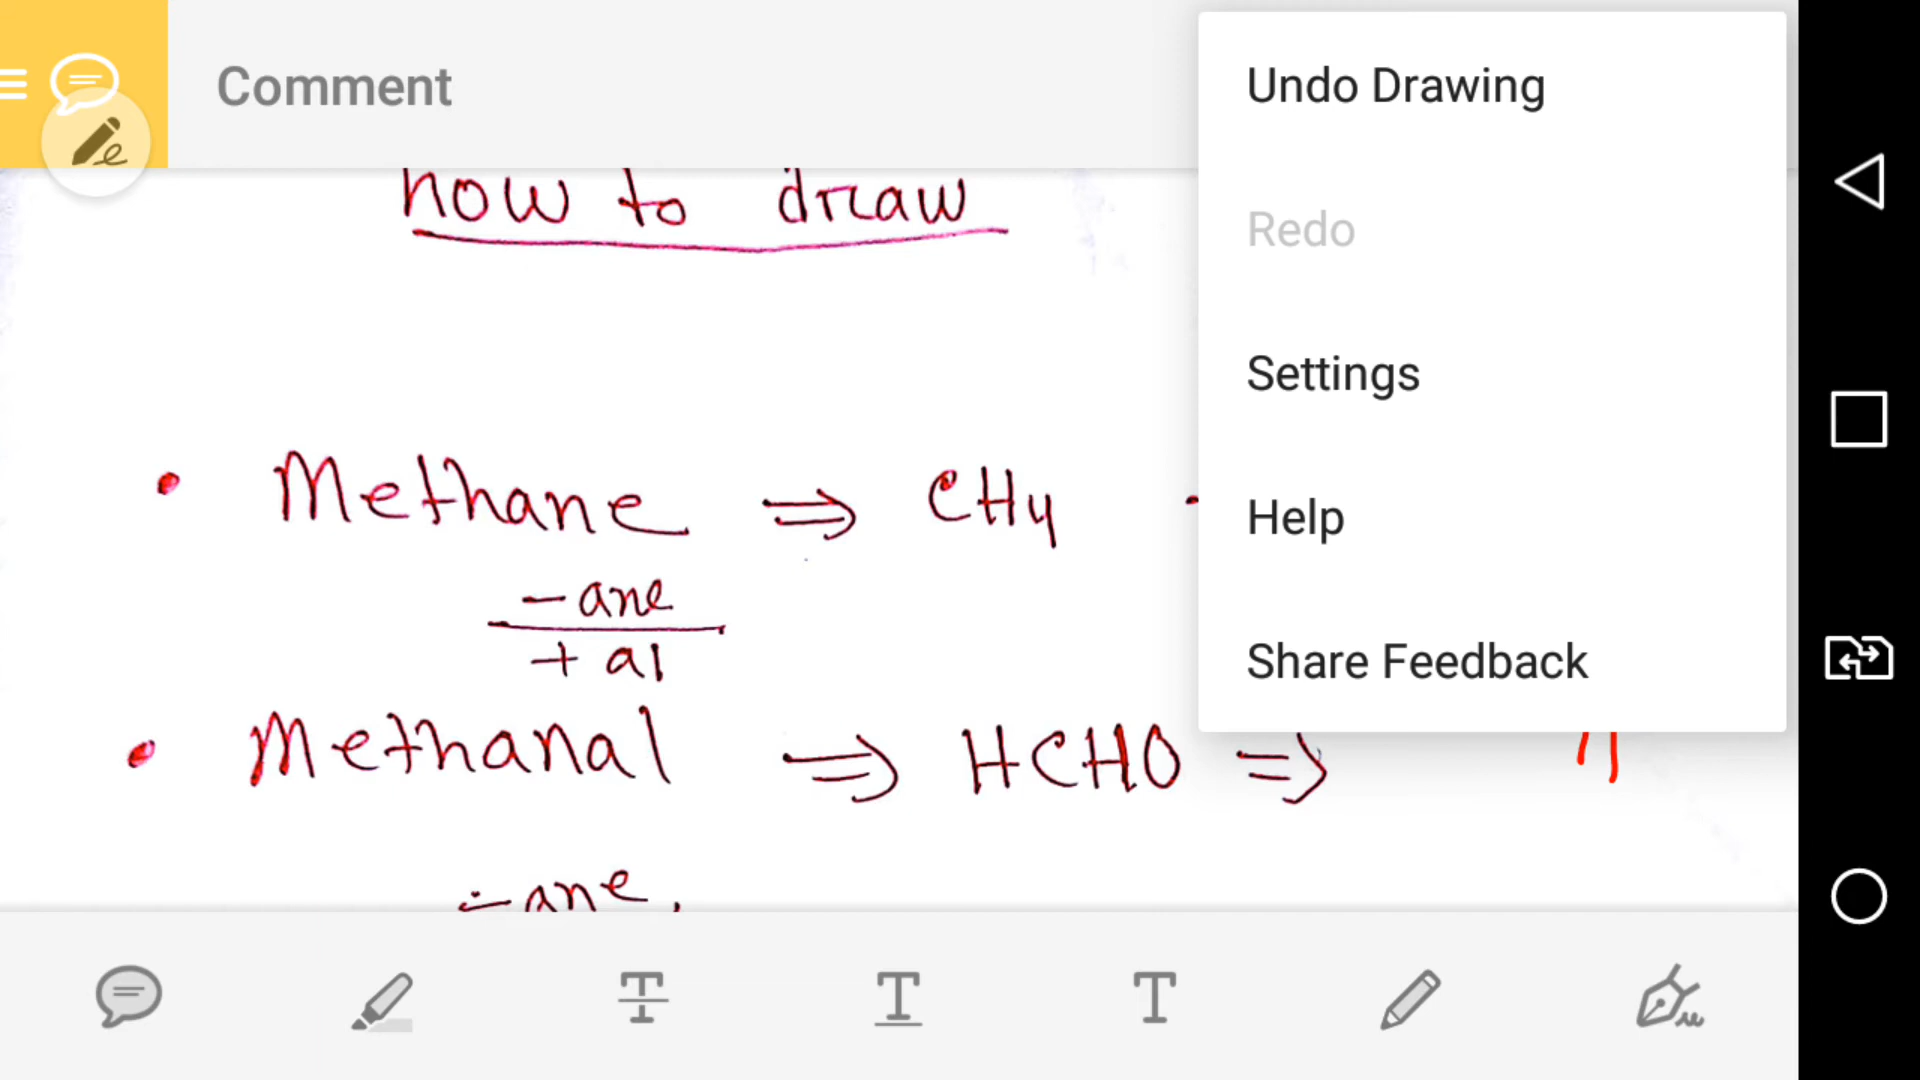 Comment
Undo Drawing
Redo
Settings
Help
Share Feedback
how to draw
Methane ⇒ CH4
- ane
+ al
Methanal ⇒ HCHO ⇒
- ane